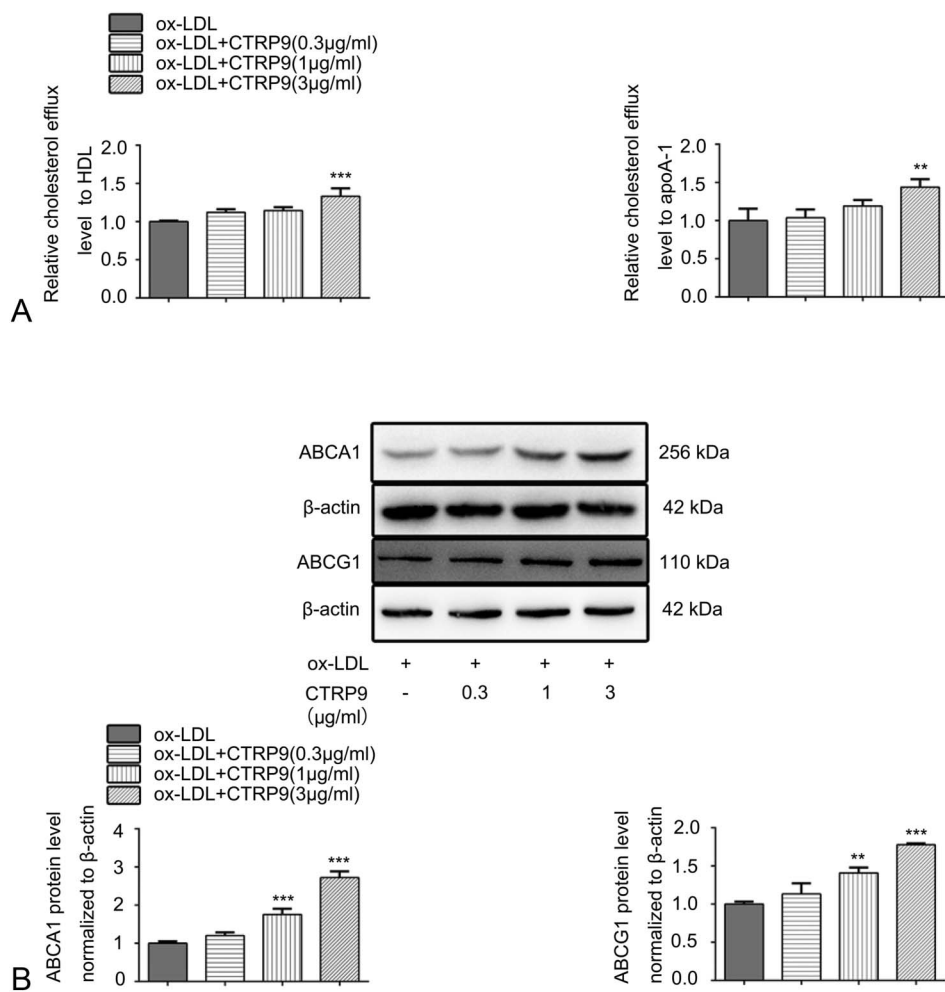 ox-LDL
ox-LDL+CTRP9(0.3μg/ml)
ox-LDL+CTRP9(1μg/ml)
ox-LDL+CTRP9(3μg/ml)
Relative cholesterol efflux
level to HDL
2.0
1.5
1.0
0.5
0.0
***
Relative cholesterol efflux
level to apoA-1
2.0
1.5
1.0
0.5
0.0
**
A
ABCA1 256 kDa
β-actin 42 kDa
ABCG1 110 kDa
β-actin 42 kDa
ox-LDL + + + +
CTRP9 - 0.3 1 3
(μg/ml)
ox-LDL
ox-LDL+CTRP9(0.3μg/ml)
ox-LDL+CTRP9(1μg/ml)
ox-LDL+CTRP9(3μg/ml)
ABCA1 protein level
normalized to β-actin
4
3
2
1
0
***
***
ABCG1 protein level
normalized to β-actin
2.0
1.5
1.0
0.5
0.0
**
***
B